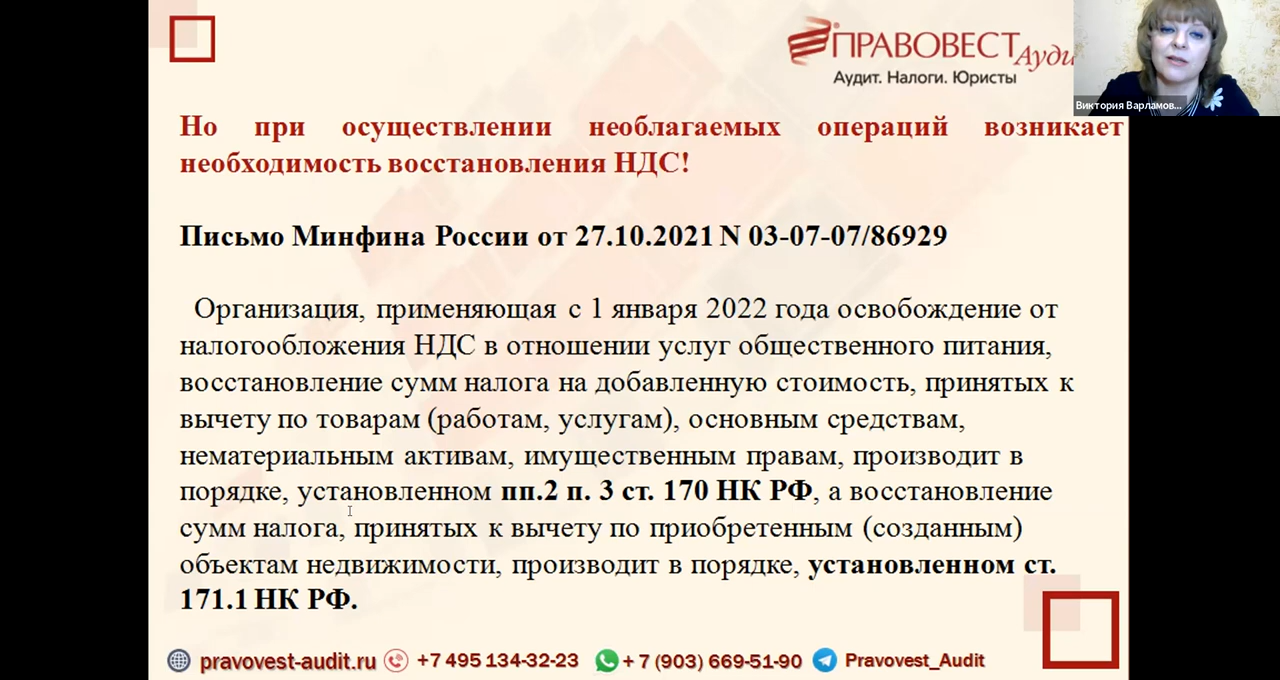 ПРАВОВЕСТ
Аудит. Налоги. Юристы
Виктория Варламов...
Но при осуществлении необлагаемых операций возникает
необходимость восстановления НДС!
Письмо Минфина России от 27.10.2021 N 03-07-07/86929
Организация, применяющая с 1 января 2022 года освобождение от
налогообложения НДС в отношении услуг общественного питания,
восстановление сумм налога на добавленную стоимость, принятых к
вычету по товарам (работам, услугам), основным средствам,
нематериальным активам, имущественным правам, производит в
порядке, установленном пп.2 п. 3 ст. 170 НК РФ, а восстановление
сумм налога, принятых к вычету по приобретенным (созданным)
объектам недвижимости, производит в порядке, установленном ст.
171.1 НК РФ.
pravovest-audit.ru +7 495 134-32-23 + 7 (903) 669-51-90 Pravovest_Audit